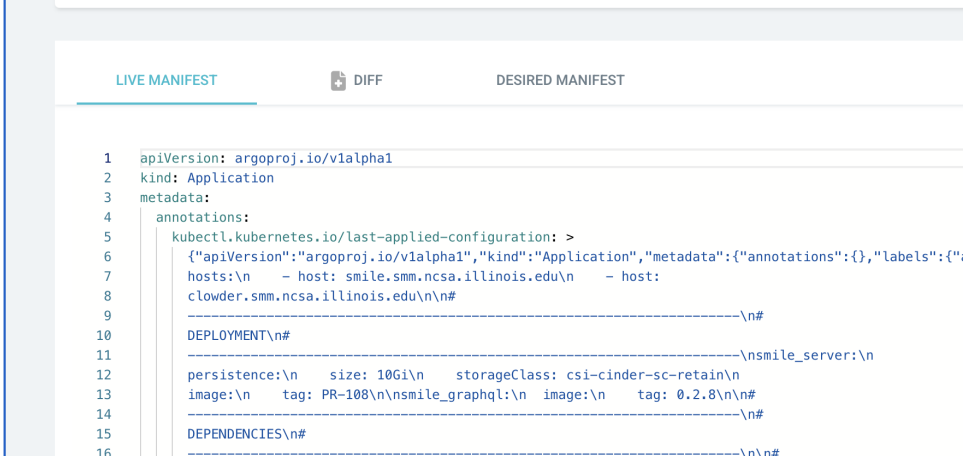 LIVE MANIFEST DIFF DESIRED MANIFEST
1 apiVersion: argoproj.io/v1alpha1
2 kind: Application
3 metadata:
4 annotations:
5 kubectl.kubernetes.io/last-applied-configuration: >
6 {"apiVersion":"argoproj.io/v1alpha1","kind":"Application","metadata":{"annotations":{},"labels":{"a
7 hosts:\n    - host: smile.smm.ncsa.illinois.edu\n    - host:
8 clowder.smm.ncsa.illinois.edu\n\n#
9 ----------------------------------------------------------------------\n#
10 DEPLOYMENT\n#
11 ----------------------------------------------------------------------\nsmile_server:\n
12 persistence:\n    size: 10Gi\n    storageClass: csi-cinder-sc-retain\n
13 image:\n    tag: PR-108\n\nsmile_graphql:\n  image:\n    tag: 0.2.8\n\n#
14 ----------------------------------------------------------------------\n#
15 DEPENDENCIES\n#
16 ----------------------------------------------------------------------\n\n#